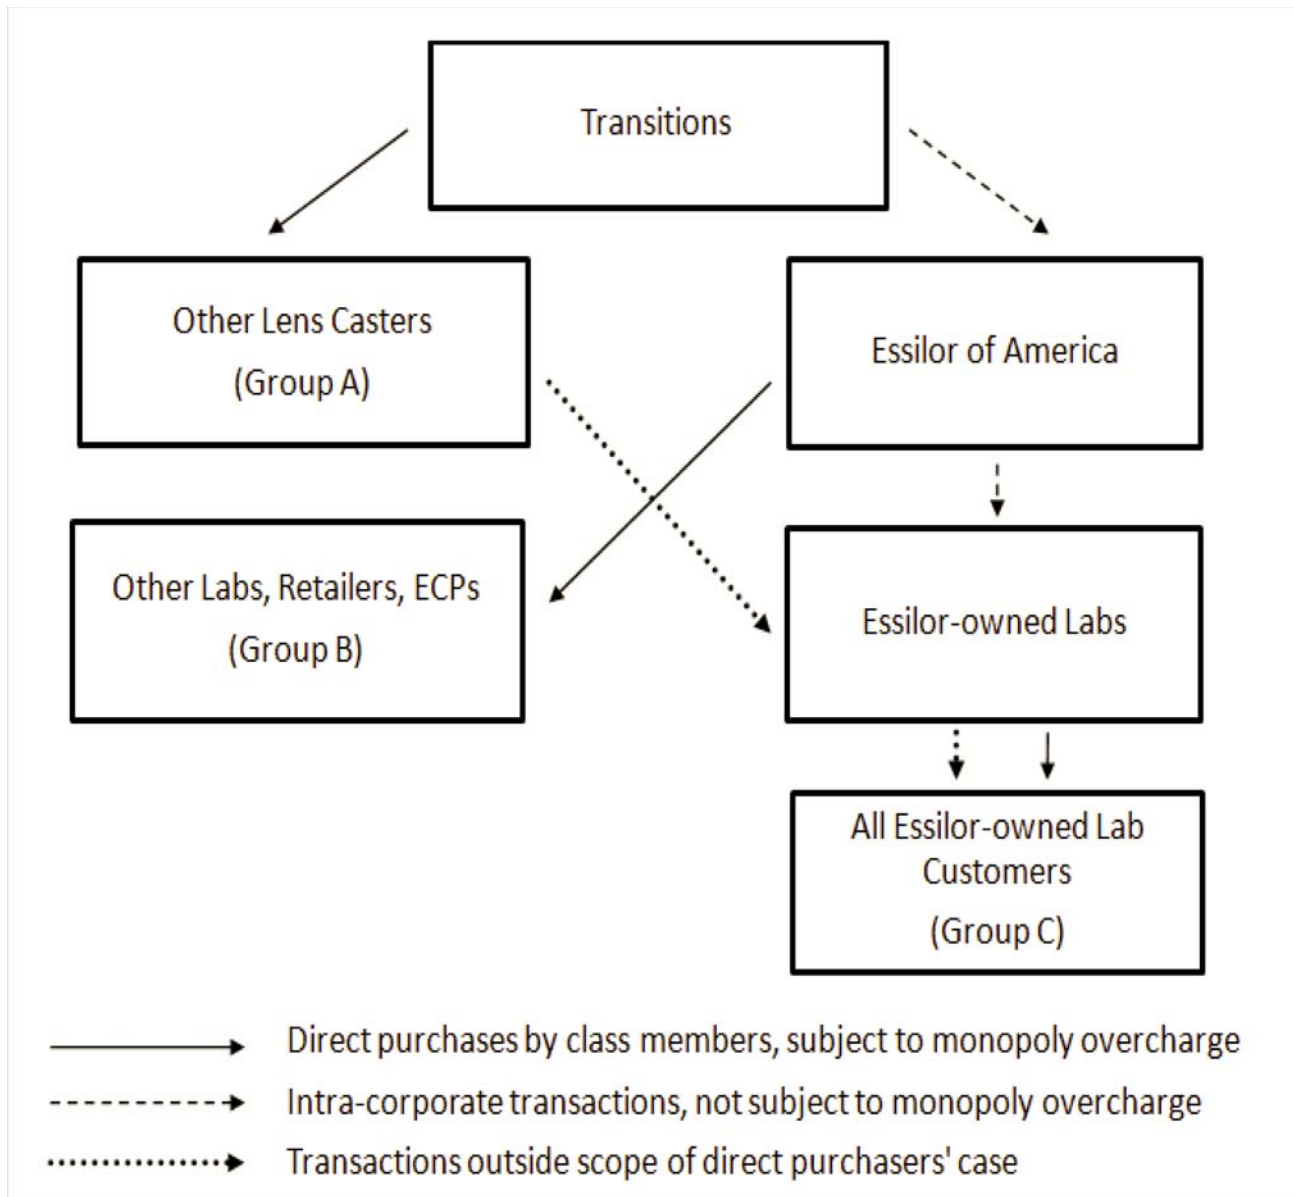 Transitions
Other Lens Casters
(Group A)
Essilor of America
Other Labs, Retailers, ECPs
(Group B)
Essilor-owned Labs
All Essilor-owned Lab
Customers
(Group C)
Direct purchases by class members, subject to monopoly overcharge
Intra-corporate transactions, not subject to monopoly overcharge
Transactions outside scope of direct purchasers' case